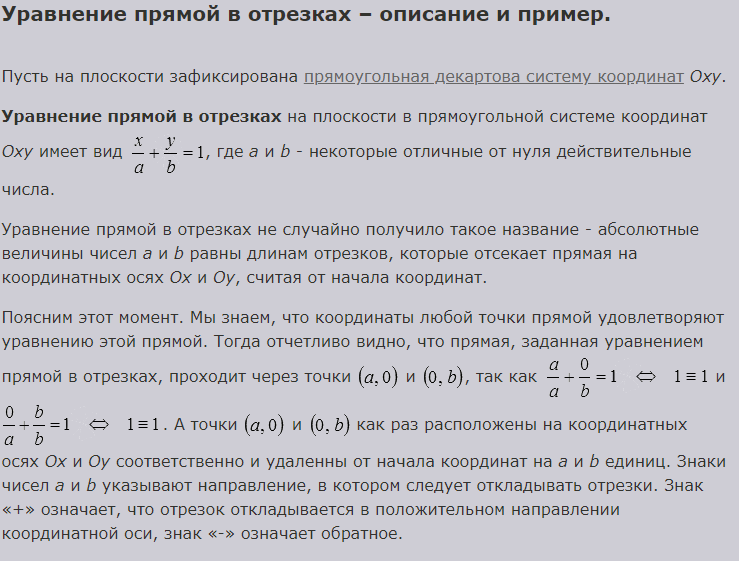 Уравнение прямой в отрезках – описание и пример.
Пусть на плоскости зафиксирована прямоугольная декартова систему координат Oxy.
Уравнение прямой в отрезках на плоскости в прямоугольной системе координат
Oxy имеет вид x/a + y/b = 1, где a и b - некоторые отличные от нуля действительные
числа.
Уравнение прямой в отрезках не случайно получило такое название - абсолютные
величины чисел a и b равны длинам отрезков, которые отсекает прямая на
координатных осях Ox и Oy, считая от начала координат.
Поясним этот момент. Мы знаем, что координаты любой точки прямой удовлетворяют
уравнению этой прямой. Тогда отчетливо видно, что прямая, заданная уравнением
прямой в отрезках, проходит через точки (a, 0) и (0, b), так как a/a + 0/b = 1 ⇔ 1 ≡ 1 и
0/a + b/b = 1 ⇔ 1 ≡ 1. А точки (a, 0) и (0, b) как раз расположены на координатных
осях Ox и Oy соответственно и удаленны от начала координат на a и b единиц. Знаки
чисел a и b указывают направление, в котором следует откладывать отрезки. Знак
«+» означает, что отрезок откладывается в положительном направлении
координатной оси, знак «-» означает обратное.